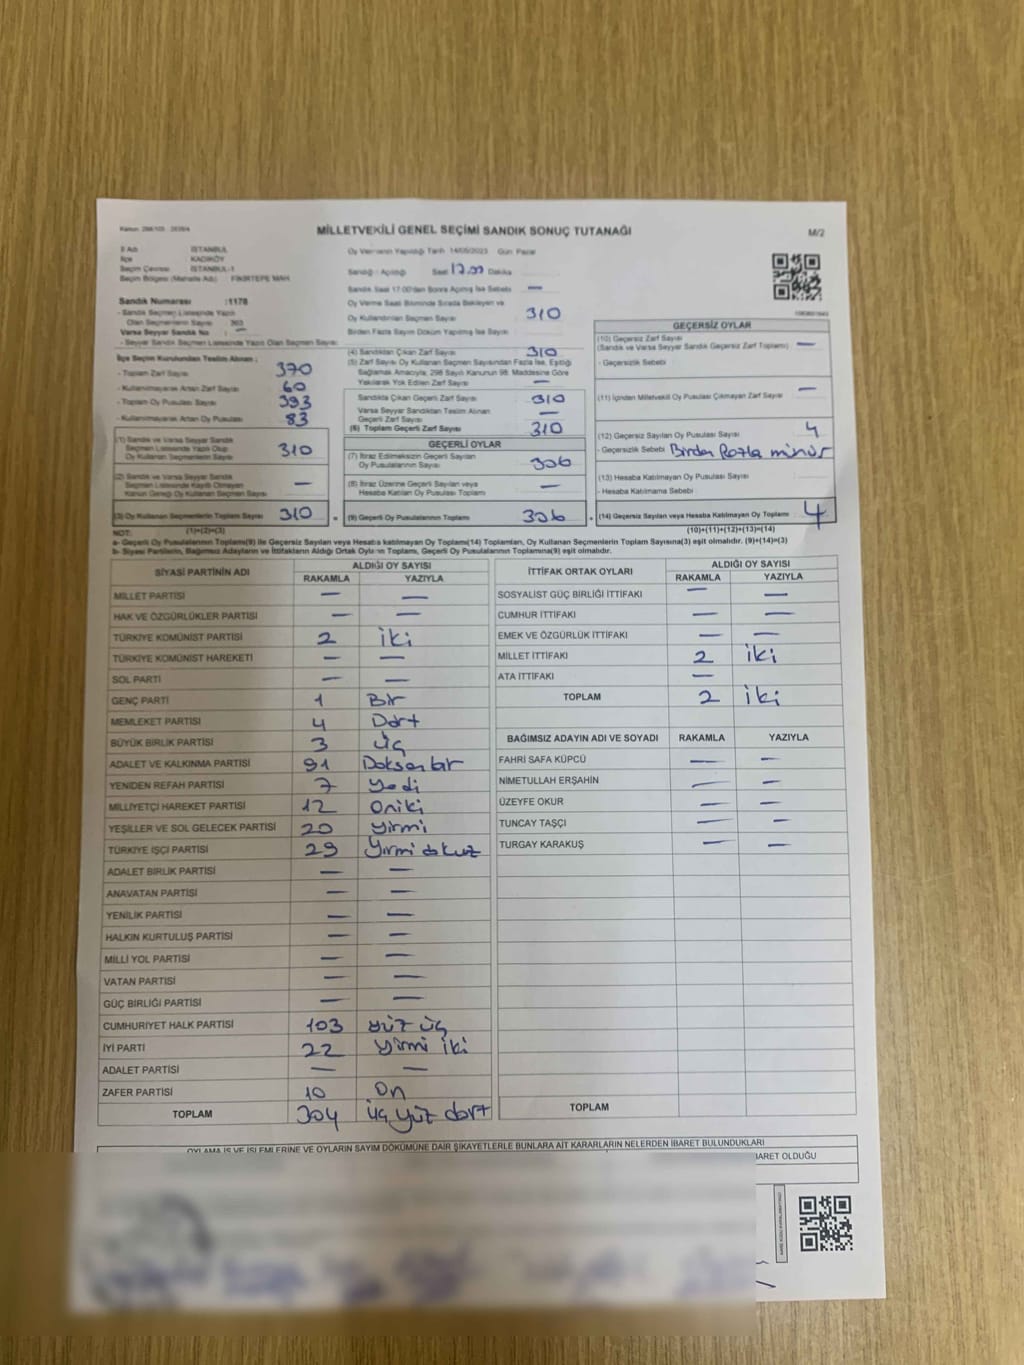 MİLLETVEKİLİ GENEL SEÇİMİ SANDIK SONUÇ TUTANAĞI
M/2
İl Adı : İSTANBUL
İlçe : KADIKÖY
Seçim Çevresi : İSTANBUL-1
Seçim Bölgesi (Mahalle Adı) : FİKİRTEPE MAH.
Oy Vermenin Yapıldığı Tarih 14/05/2023 Gün Pazar
Sandığı Açıldığı Saat 17.00 Dakika
Sandık Saat 17.00'dan Sonra Açılmış İse Sebebi —
Oy Verme Saati Bitiminde Sırada Bekleyen ve
Oy Kullandırılan Seçmen Sayısı 310
Birden Fazla Sayım Döküm Yapılmış İse Sayısı
Sandık Numarası :1178
- Sandık Seçmen Listesinde Yazılı
Olan Seçmenlerin Sayısı 363
Varsa Seyyar Sandık No : —
- Seyyar Sandık Seçmen Listesinde Yazılı Olan Seçmen Sayısı
İlçe Seçim Kurulundan Teslim Alınan ;
- Toplam Zarf Sayısı 370
- Kullanılmayarak Artan Zarf Sayısı 60
- Toplam Oy Pusulası Sayısı 393
- Kullanılmayarak Artan Oy Pusulası 83
(1) Sandık ve Varsa Seyyar Sandık
Seçmen Listesinde Yazılı Olup
Oy Kullanan Seçmenlerin Sayısı 310
(2) Sandık ve Varsa Seyyar Sandık
Seçmen Listesinde Kayıtlı Olmayan
Kanun Gereği Oy Kullanan Seçmen Sayısı —
(3) Oy Kullanan Seçmenlerin Toplam Sayısı 310
(1)+(2)=(3)
(4) Sandıktan Çıkan Zarf Sayısı 310
(5) Zarf Sayısı Oy Kullanan Seçmen Sayısından Fazla İse, Eşitliği
Sağlamak Amacıyla, 298 Sayılı Kanunun 98. Maddesine Göre
Yakılarak Yok Edilen Zarf Sayısı —
Sandıkta Çıkan Geçerli Zarf Sayısı 310
Varsa Seyyar Sandıktan Teslim Alınan
Geçerli Zarf Sayısı —
(6) Toplam Geçerli Zarf Sayısı 310
GEÇERLİ OYLAR
(7) İtiraz Edilmeksizin Geçerli Sayılan
Oy Pusulalarının Sayısı 306
(8) İtiraz Üzerine Geçerli Sayılan veya
Hesaba Katılan Oy Pusulası Toplamı —
= (9) Geçerli Oy Pusulalarının Toplamı 306
GEÇERSİZ OYLAR
(10) Geçersiz Zarf Sayısı
(Sandık ve Varsa Seyyar Sandık Geçersiz Zarf Toplamı) —
- Geçersizlik Sebebi
(11) İçinden Milletvekili Oy Pusulası Çıkmayan Zarf Sayısı —
(12) Geçersiz Sayılan Oy Pusulası Sayısı 4
- Geçersizlik Sebebi Birden Fazla mühür
(13) Hesaba Katılmayan Oy Pusulası Sayısı
- Hesaba Katılmama Sebebi
+ (14) Geçersiz Sayılan veya Hesaba Katılmayan Oy Toplamı 4
(10)+(11)+(12)+(13)=(14)
NOT:
a- Geçerli Oy Pusulalarının Toplamı(9) ile Geçersiz Sayılan veya Hesaba katılmayan Oy Toplamı(14) Toplamları, Oy Kullanan Seçmenlerin Toplam Sayısına(3) eşit olmalıdır. (9)+(14)=(3)
b- Siyasi Partilerin, Bağımsız Adayların ve İttifakların Aldığı Ortak Oyların Toplamı, Geçerli Oy Pusulalarının Toplamına(9) eşit olmalıdır.
SİYASİ PARTİNİN ADI ALDIĞI OY SAYISI
RAKAMLA YAZIYLA
MİLLET PARTİSİ — —
HAK VE ÖZGÜRLÜKLER PARTİSİ — —
TÜRKİYE KOMÜNİST PARTİSİ 2 iki
TÜRKİYE KOMÜNİST HAREKETİ — —
SOL PARTİ — —
GENÇ PARTİ 1 Bir
MEMLEKET PARTİSİ 4 Dört
BÜYÜK BİRLİK PARTİSİ 3 üç
ADALET VE KALKINMA PARTİSİ 91 Doksanbir
YENİDEN REFAH PARTİSİ 7 yedi
MİLLİYETÇİ HAREKET PARTİSİ 12 Oniki
YEŞİLLER VE SOL GELECEK PARTİSİ 20 yirmi
TÜRKİYE İŞÇİ PARTİSİ 29 Yirmi dokuz
ADALET BİRLİK PARTİSİ — —
ANAVATAN PARTİSİ — —
YENİLİK PARTİSİ — —
HALKIN KURTULUŞ PARTİSİ — —
MİLLİ YOL PARTİSİ — —
VATAN PARTİSİ — —
GÜÇ BİRLİĞİ PARTİSİ — —
CUMHURİYET HALK PARTİSİ 103 yüz üç
İYİ PARTİ 22 yirmi iki
ADALET PARTİSİ — —
ZAFER PARTİSİ 10 On
TOPLAM 304 üç yüz dört
İTTİFAK ORTAK OYLARI ALDIĞI OY SAYISI
RAKAMLA YAZIYLA
SOSYALİST GÜÇ BİRLİĞİ İTTİFAKI — —
CUMHUR İTTİFAKI — —
EMEK VE ÖZGÜRLÜK İTTİFAKI — —
MİLLET İTTİFAKI 2 iki
ATA İTTİFAKI —
TOPLAM 2 iki
BAĞIMSIZ ADAYIN ADI VE SOYADI RAKAMLA YAZIYLA
FAHRİ SAFA KÜPCÜ — —
NİMETULLAH ERŞAHİN — —
ÜZEYFE OKUR — —
TUNCAY TAŞÇI — —
TURGAY KARAKUŞ — —
TOPLAM
OYLAMA İŞ VE İŞLEMLERİNE VE OYLARIN SAYIM DÖKÜMÜNE DAİR ŞİKAYETLERLE BUNLARA AİT KARARLARIN NELERDEN İBARET BULUNDUKLARI
İBARET OLDUĞU